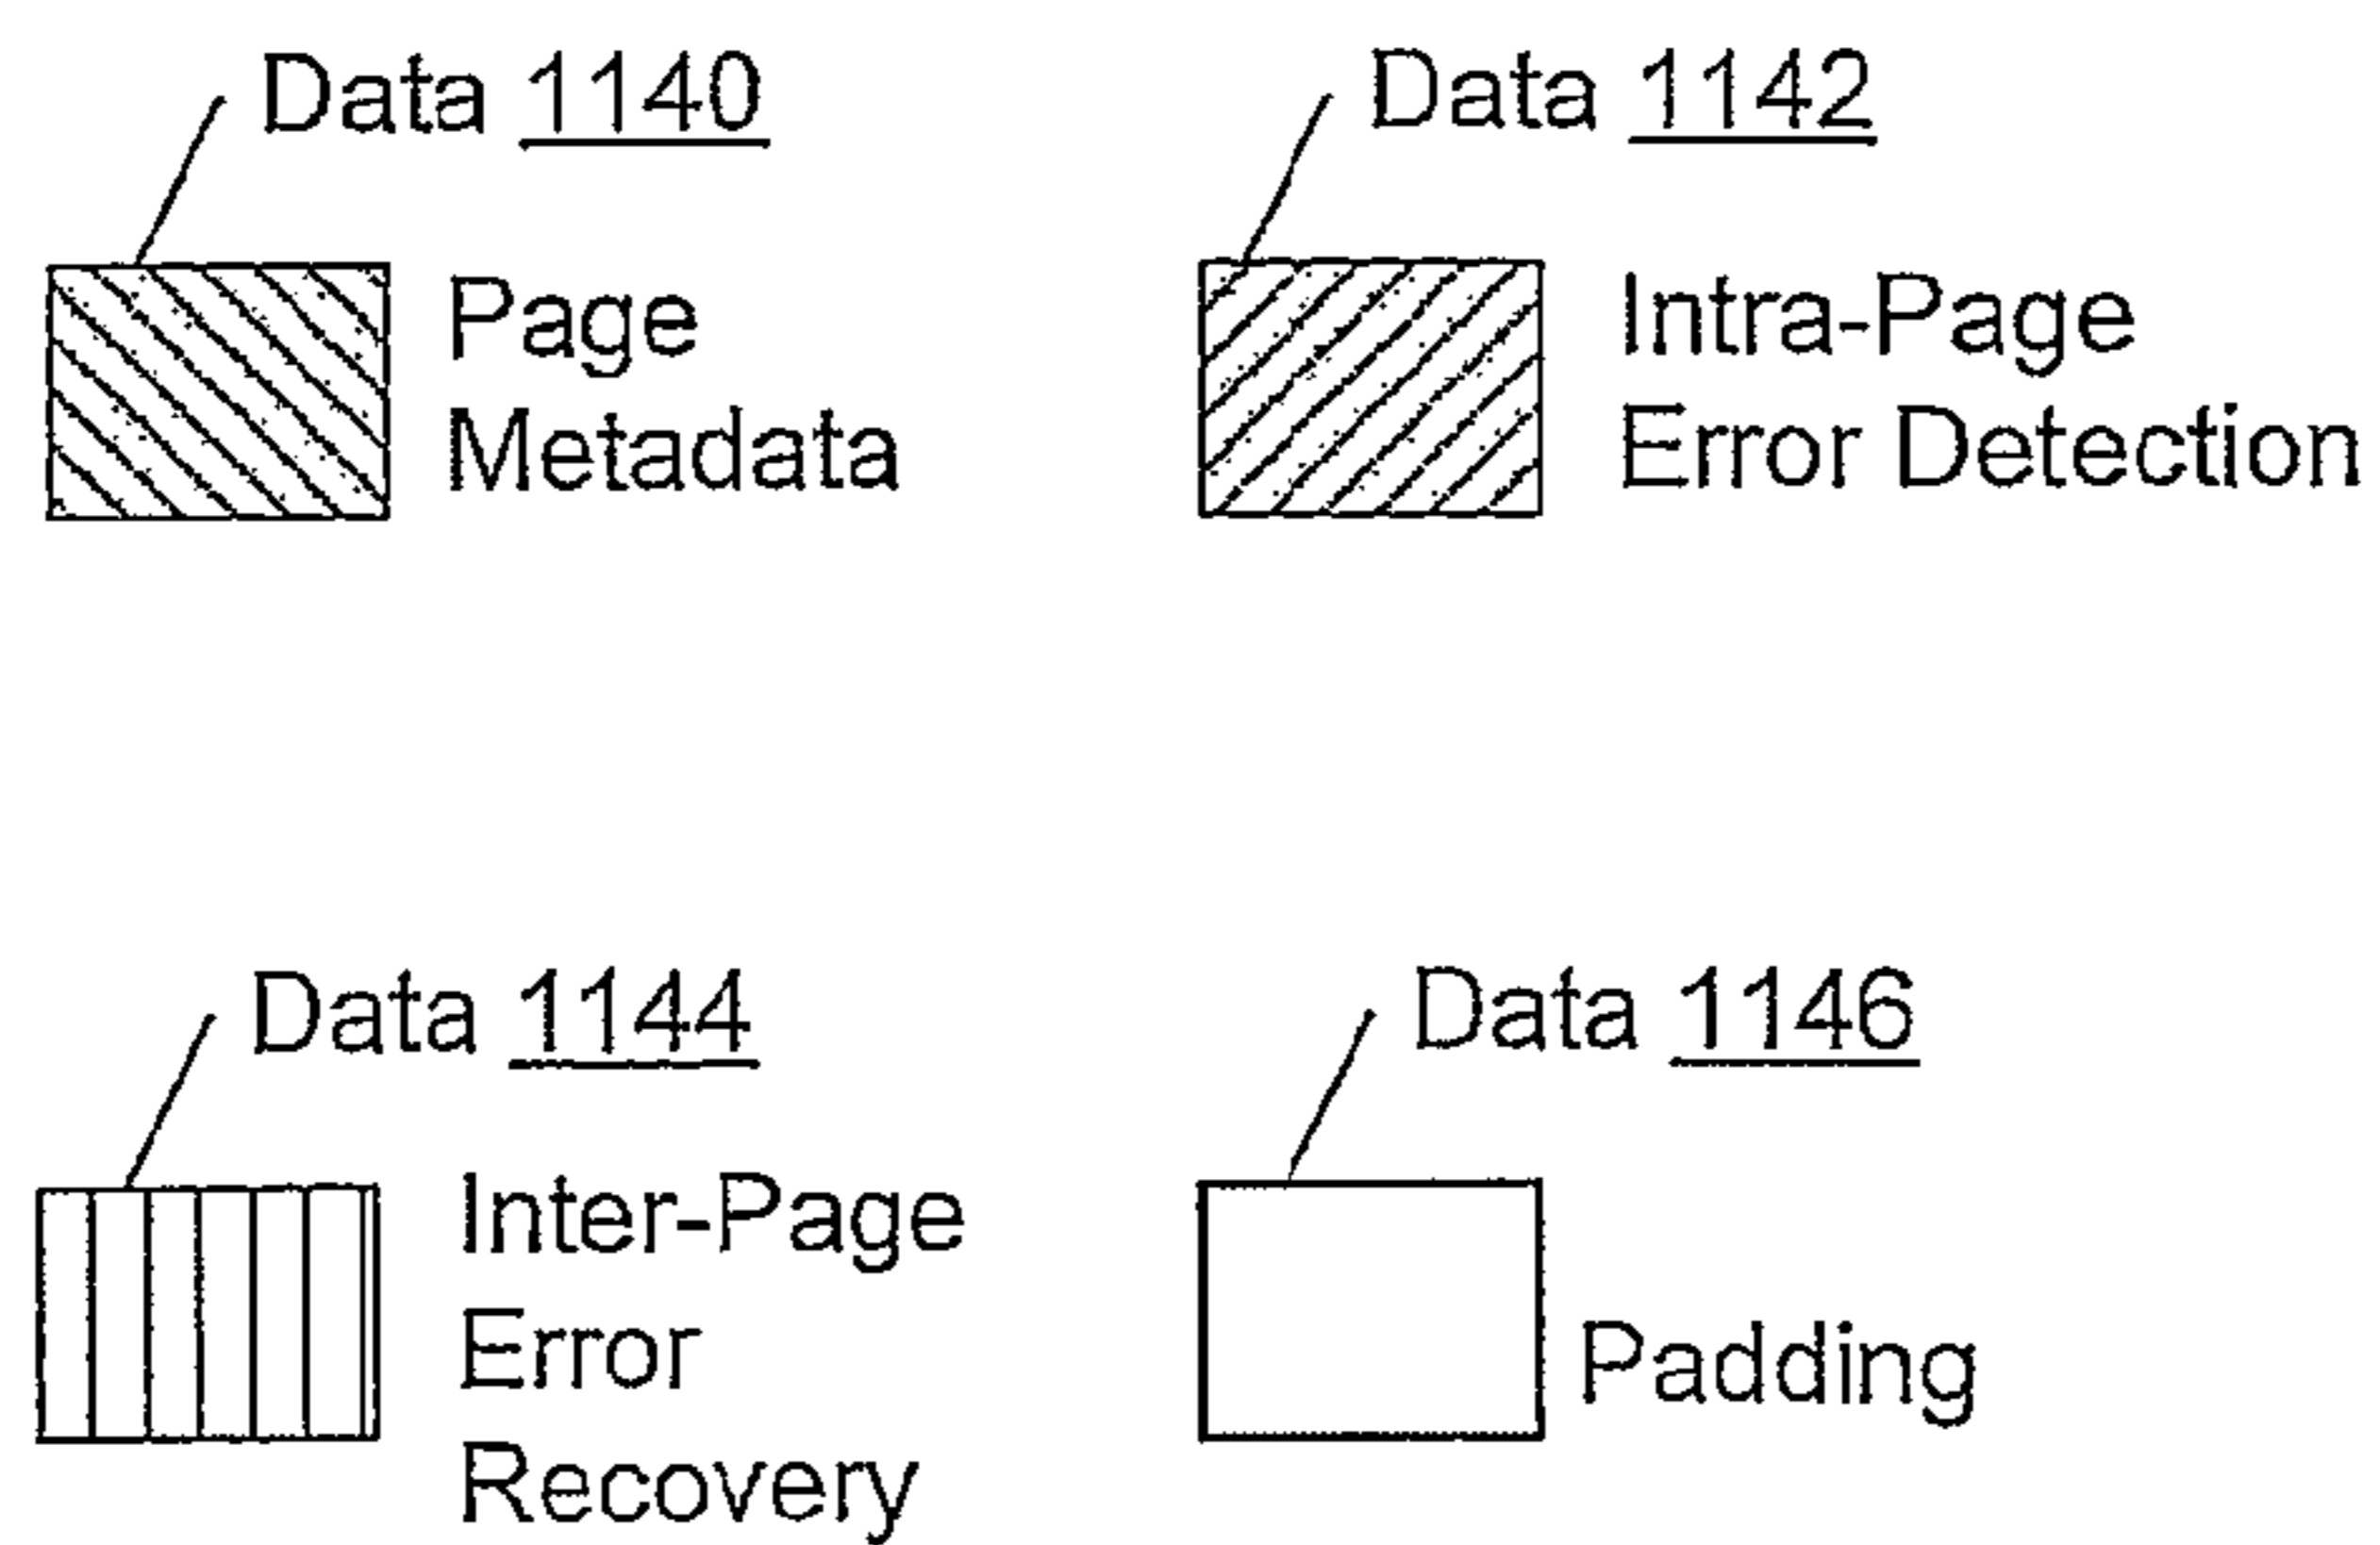 Data 1140
Page
Metadata
Data 1142
Intra-Page
Error Detection
Data 1144
Inter-Page
Error
Recovery
Data 1146
Padding